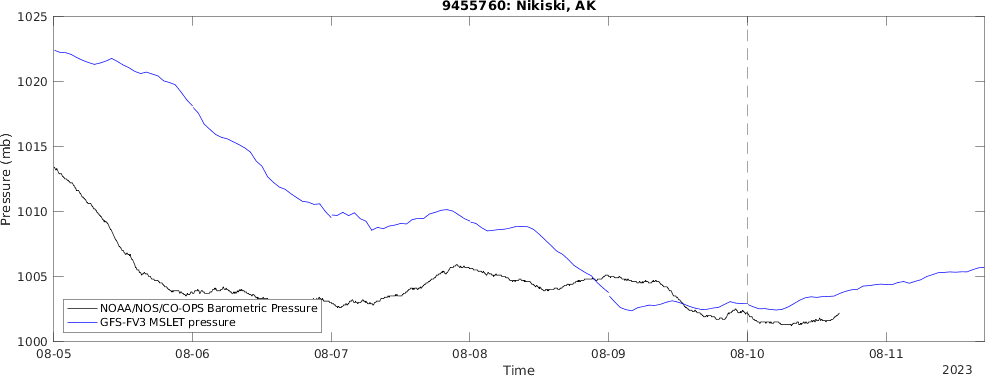 9455760: Nikiski, AK
1025
1020
1015
1010
1005
1000
Pressure (mb)
NOAA/NOS/CO-OPS Barometric Pressure
GFS-FV3 MSLET pressure
08-05 08-06 08-07 08-08 08-09 08-10 08-11
Time
2023